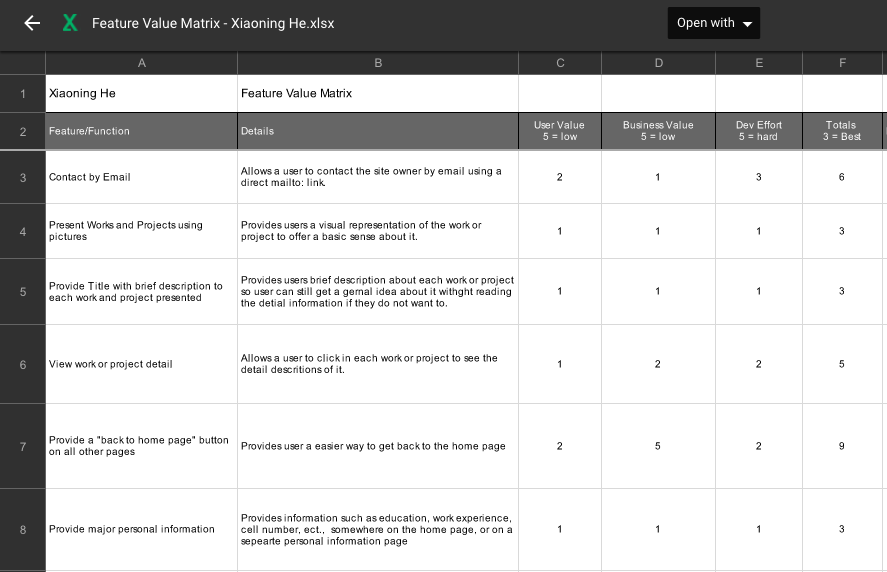 Feature Value Matrix - Xiaoning He.xlsx
Open with
A B C D E F
1 Xiaoning He Feature Value Matrix
2 Feature/Function Details
User Value
5 = low
Business Value
5 = low
Dev Effort
5 = hard
Totals
3 = Best
3 Contact by Email
Allows a user to contact the site owner by email using a
direct mailto: link.
2 1 3 6
4
Present Works and Projects using
pictures
Provides users a visual representation of the work or
project to offer a basic sense about it.
1 1 1 3
5
Provide Title with brief description to
each work and project presented
Provides users brief description about each work or project
so user can still get a gernal idea about it withght reading
the detial information if they do not want to.
1 1 1 3
6 View work or project detail
Allows a user to click in each work or project to see the
detail descritions of it.
1 2 2 5
7
Provide a "back to home page" button
on all other pages
Provides user a easier way to get back to the home page
2 5 2 9
8 Provide major personal information
Provides information such as education, work experience,
cell number, ect.,  somewhere on the home page, or on a
sepearte personal information page
1 1 1 3